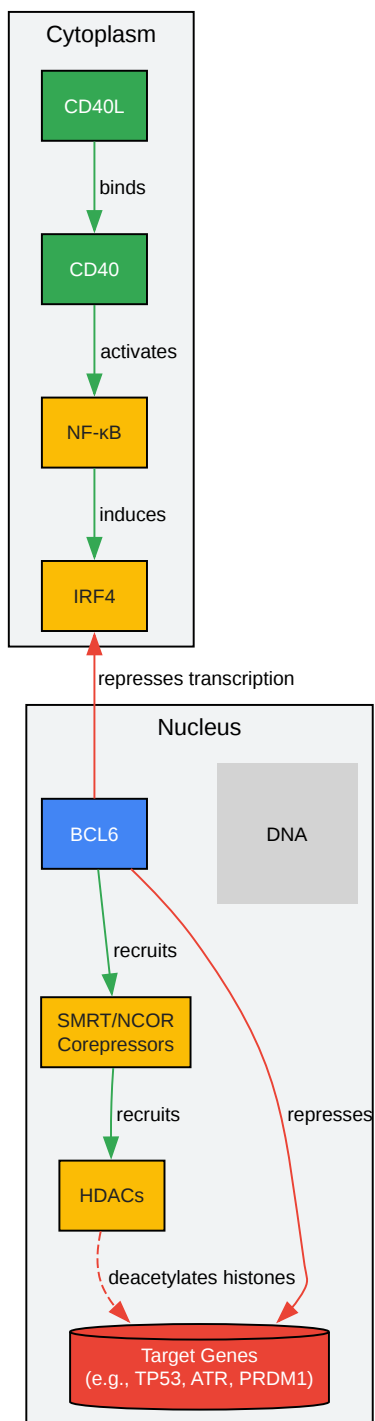 Cytoplasm
CD40L
binds
CD40
activates
NF-κB
induces
IRF4
represses transcription
Nucleus
BCL6
DNA
recruits
SMRT/NCOR
Corepressors
recruits
represses
HDACs
deacetylates histones
Target Genes
(e.g., TP53, ATR, PRDM1)